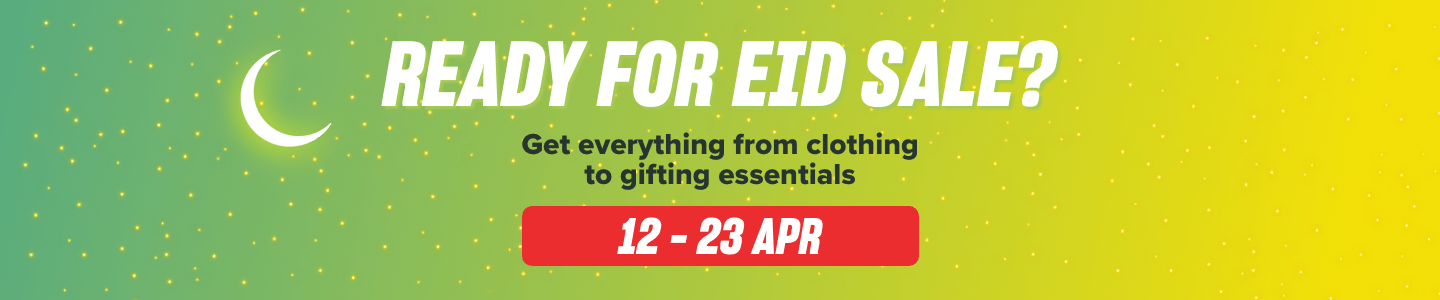 READY FOR EID SALE?
Get everything from clothing
to gifting essentials
12 - 23 APR